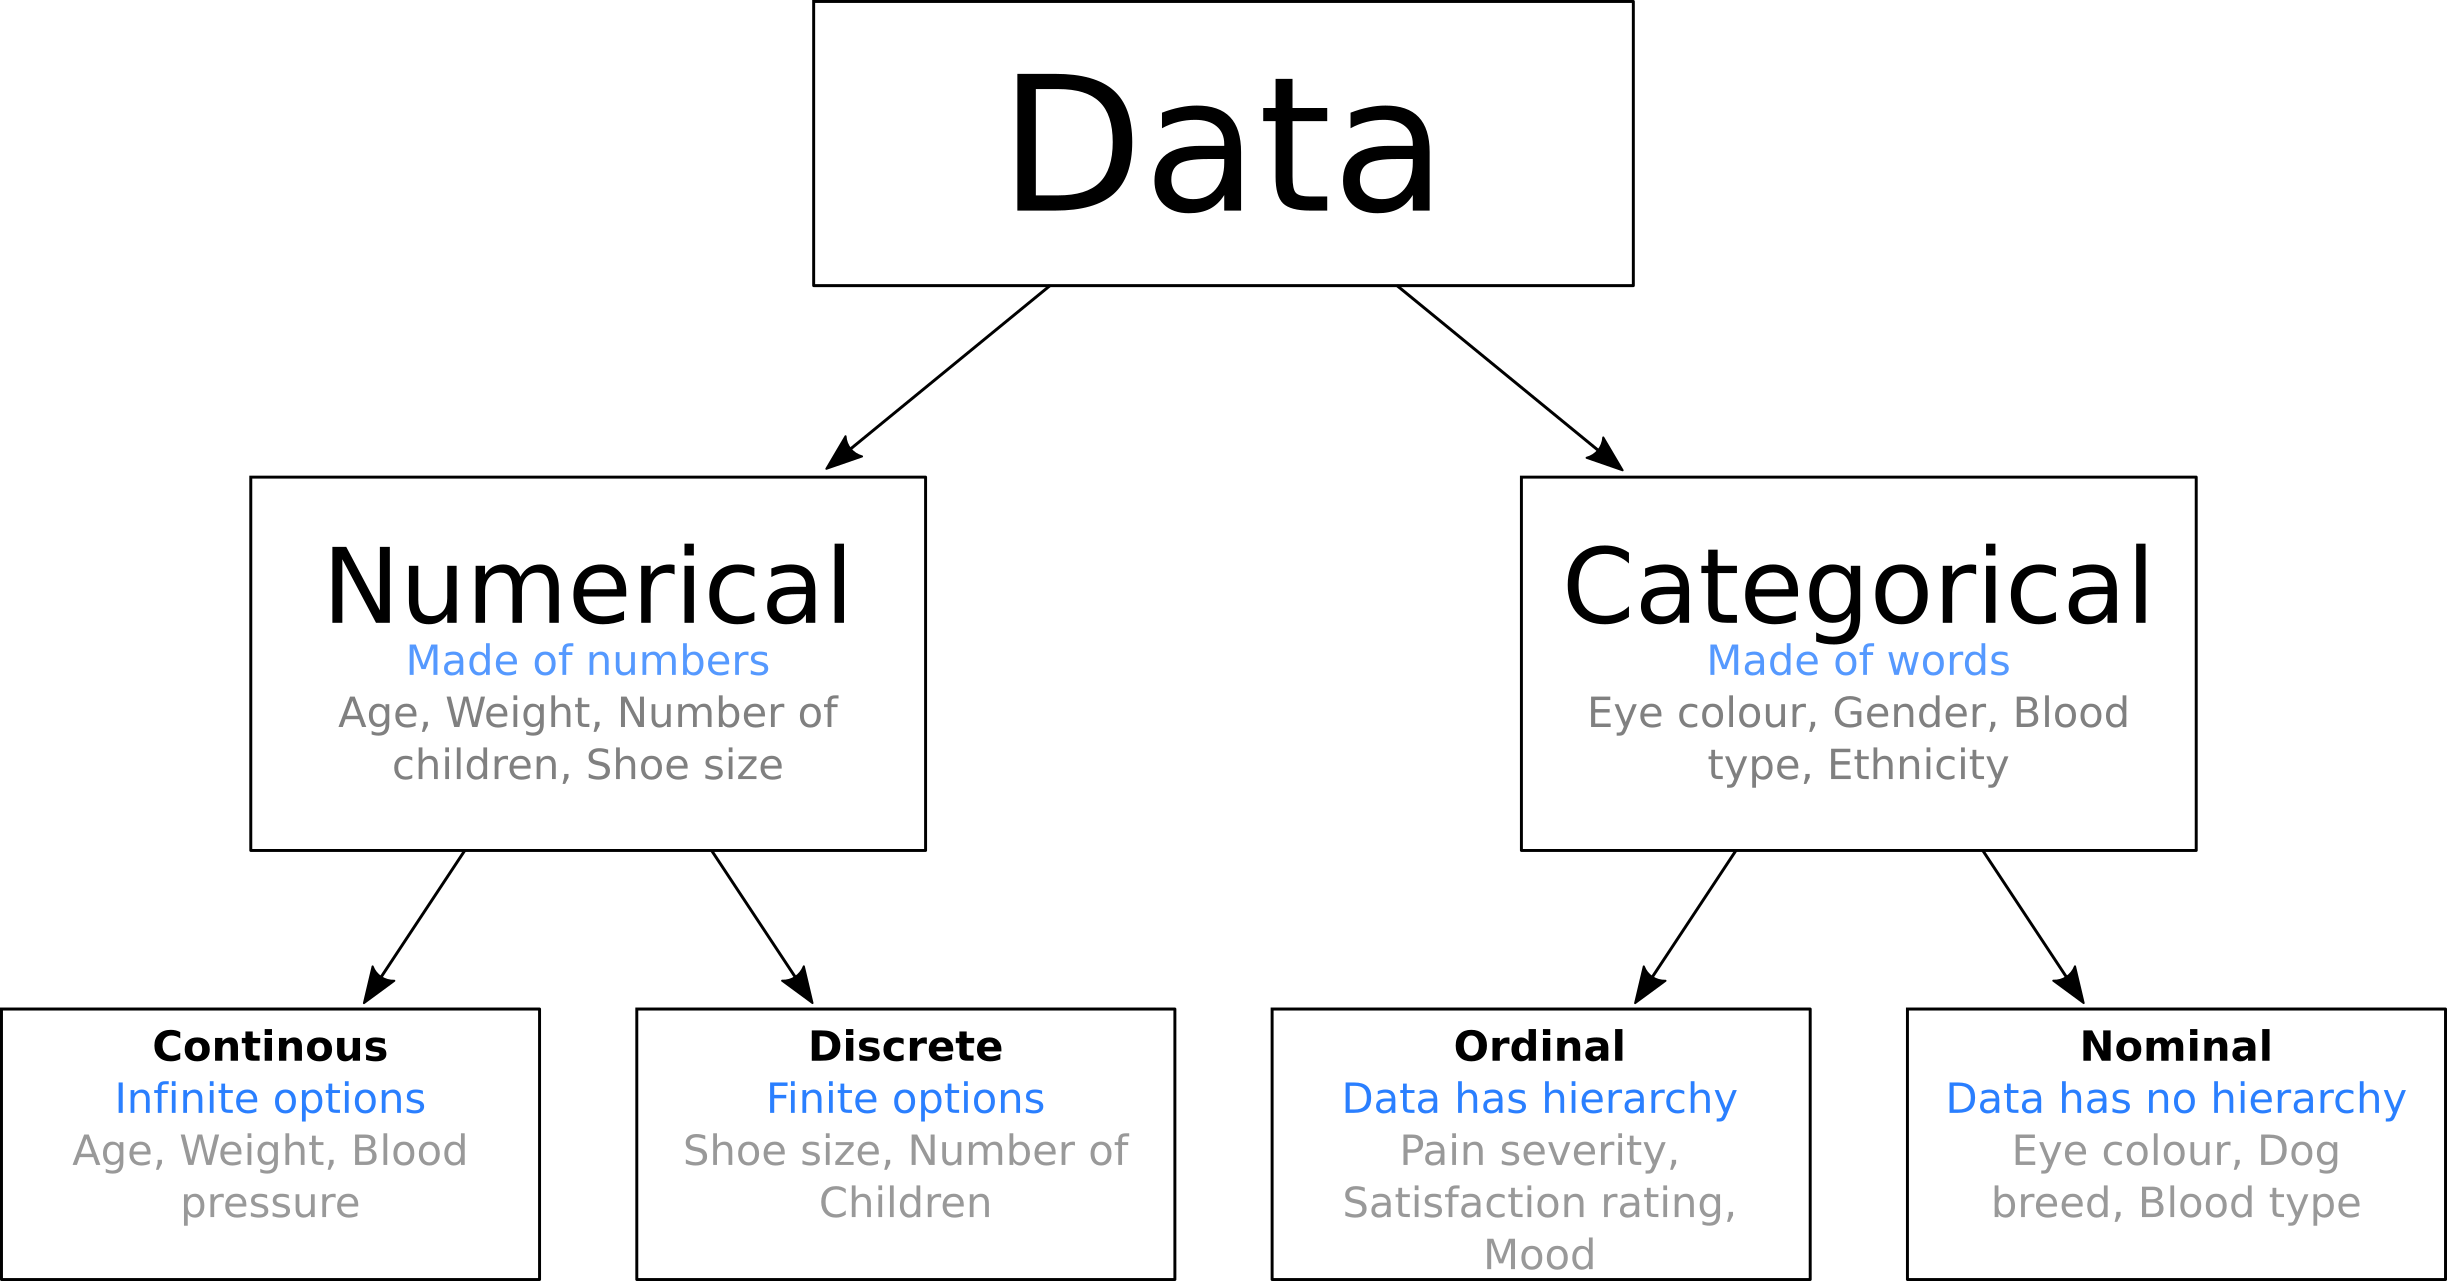 Data
Numerical
Made of numbers
Age, Weight, Number of
children, Shoe size
Categorical
Made of words
Eye colour, Gender, Blood
type, Ethnicity
Continous
Infinite options
Age, Weight, Blood
pressure
Discrete
Finite options
Shoe size, Number of
Children
Ordinal
Data has hierarchy
Pain severity,
Satisfaction rating,
Mood
Nominal
Data has no hierarchy
Eye colour, Dog
breed, Blood type